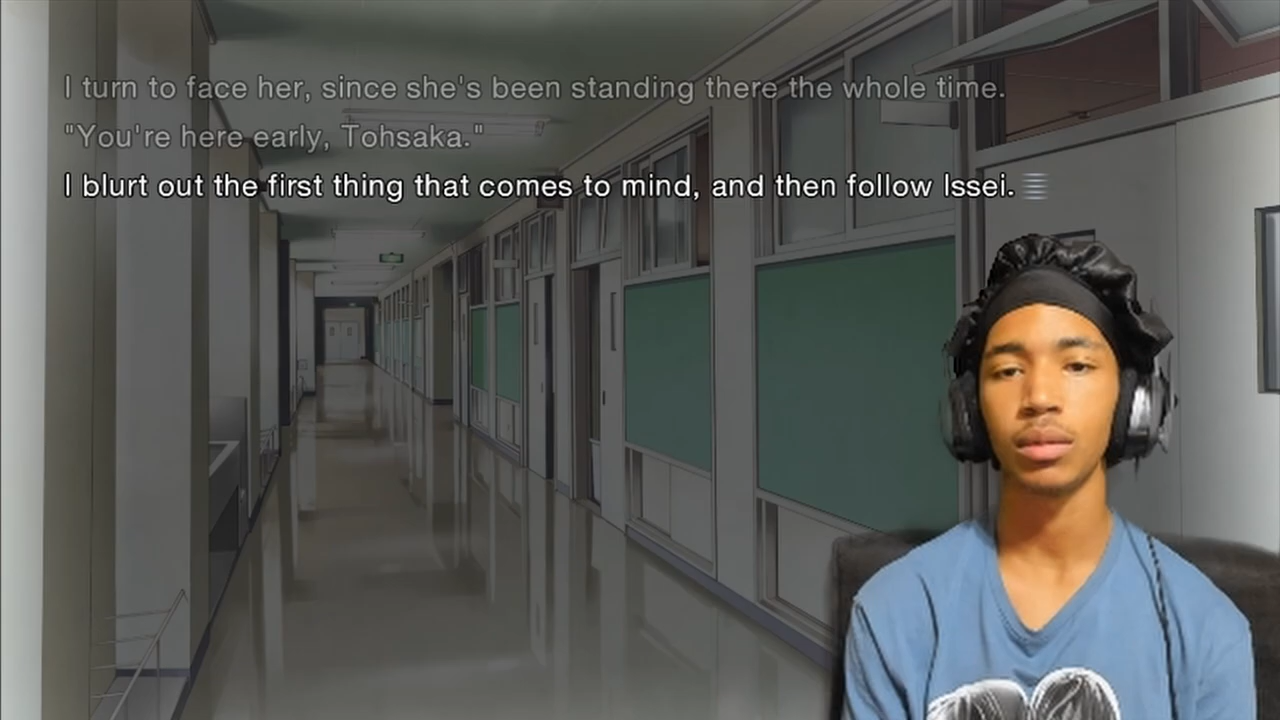 I turn to face her, since she's been standing there the whole time.
"You're here early, Tohsaka."
I blurt out the first thing that comes to mind, and then follow Issei.